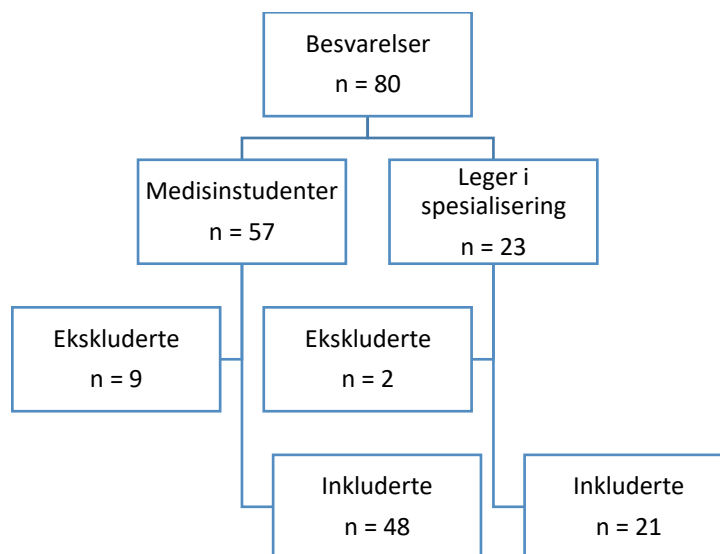 Besvarelser
n = 80
Medisinstudenter
n = 57
Leger i
spesialisering
n = 23
Ekskluderte
n = 9
Ekskluderte
n = 2
Inkluderte
n = 48
Inkluderte
n = 21